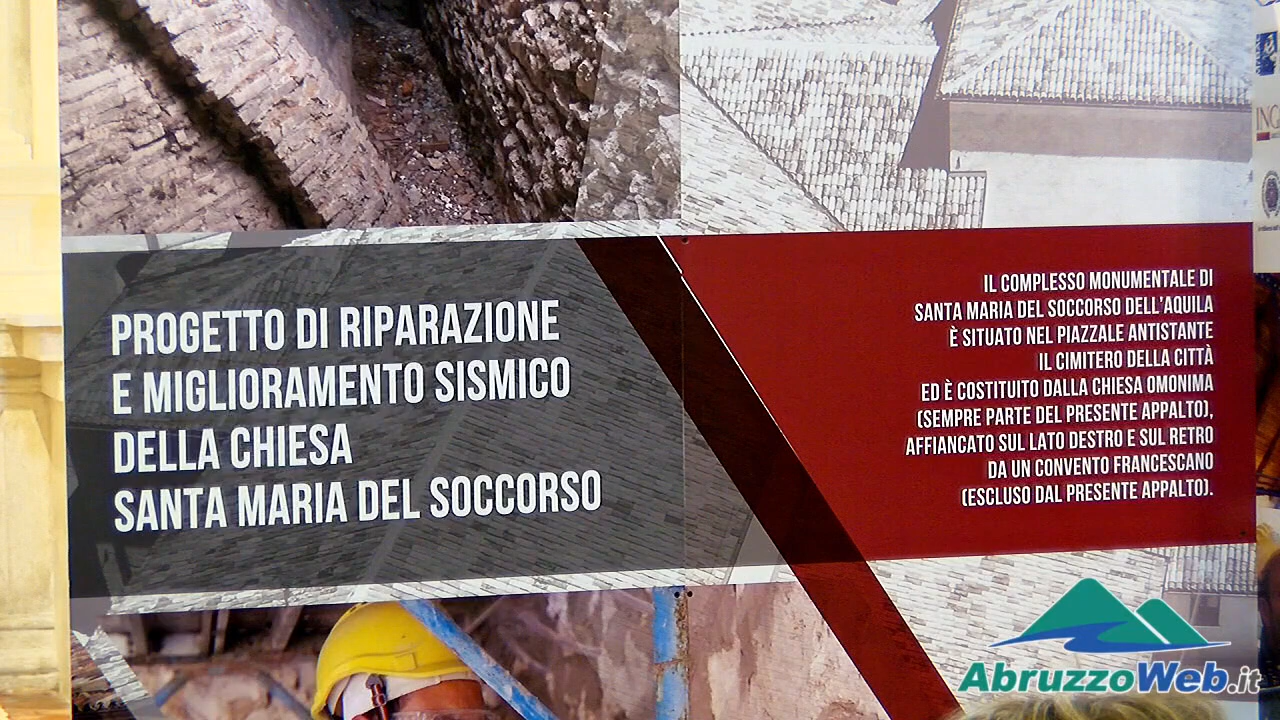 PROGETTO DI RIPARAZIONE
E MIGLIORAMENTO SISMICO
DELLA CHIESA
SANTA MARIA DEL SOCCORSO
IL COMPLESSO MONUMENTALE DI
SANTA MARIA DEL SOCCORSO DELL'AQUILA
È SITUATO NEL PIAZZALE ANTISTANTE
IL CIMITERO DELLA CITTÀ
ED È COSTITUITO DALLA CHIESA OMONIMA
(SEMPRE PARTE DEL PRESENTE APPALTO),
AFFIANCATO SUL LATO DESTRO E SUL RETRO
DA UN CONVENTO FRANCESCANO
(ESCLUSO DAL PRESENTE APPALTO).
AbruzzoWeb.it